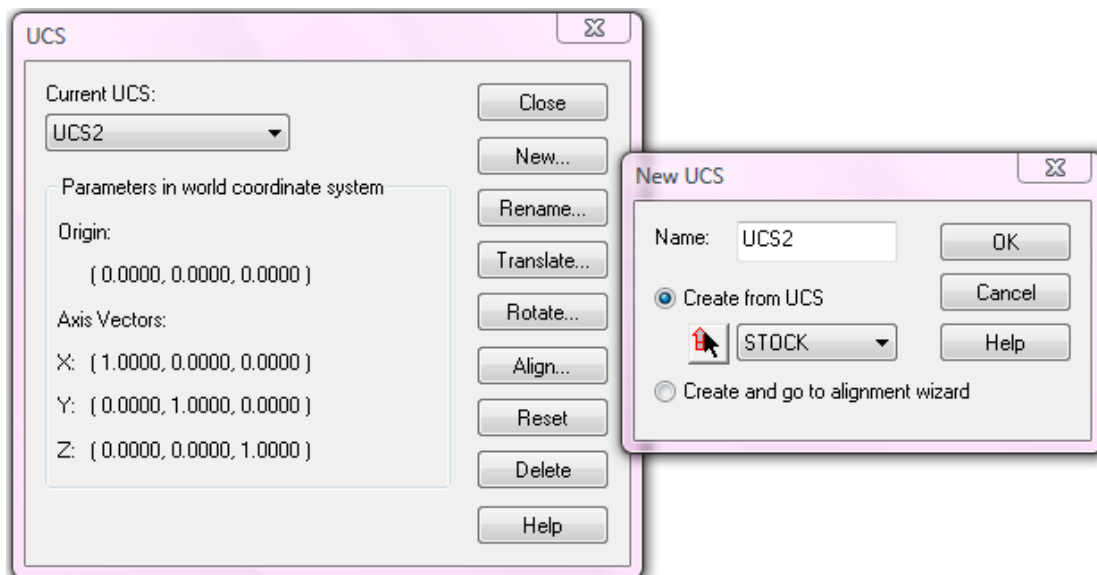 UCS
Current UCS:
UCS2
Parameters in world coordinate system
Origin:
( 0.0000, 0.0000, 0.0000 )
Axis Vectors:
X: ( 1.0000, 0.0000, 0.0000 )
Y: ( 0.0000, 1.0000, 0.0000 )
Z: ( 0.0000, 0.0000, 1.0000 )
Close
New...
Rename...
Translate...
Rotate...
Align...
Reset
Delete
Help
New UCS
Name: UCS2
OK
Create from UCS
Cancel
STOCK
Help
Create and go to alignment wizard